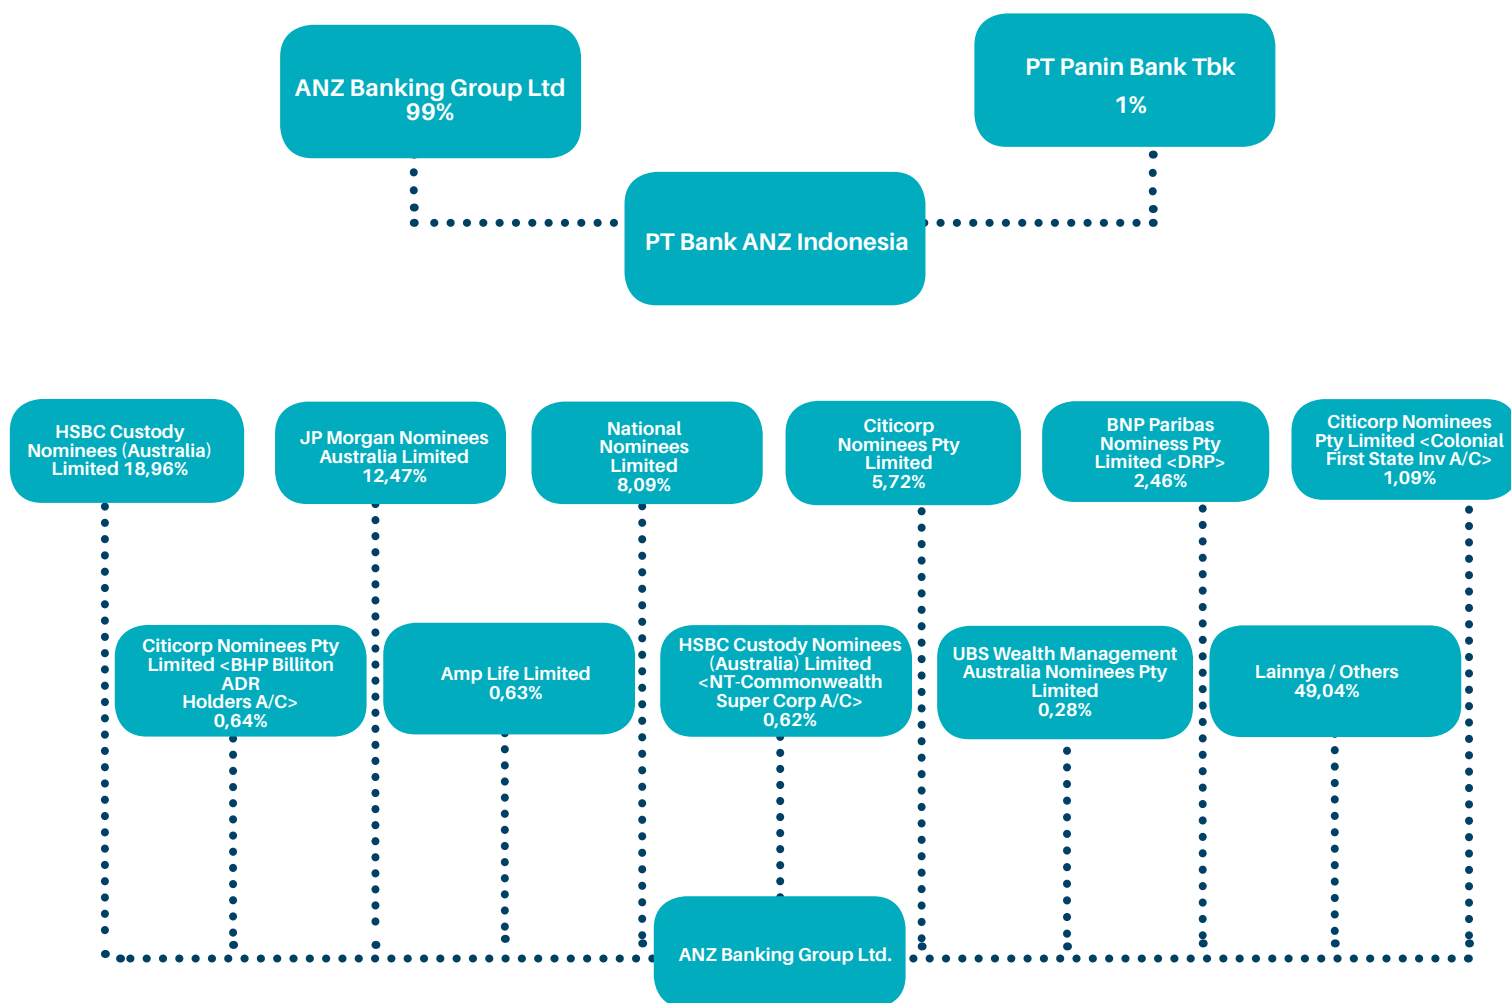 ANZ Banking Group Ltd
99%
PT Panin Bank Tbk
1%
PT Bank ANZ Indonesia
HSBC Custody
Nominees (Australia)
Limited 18,96%
JP Morgan Nominees
Australia Limited
12,47%
National
Nominees
Limited
8,09%
Citicorp
Nominees Pty
Limited
5,72%
BNP Paribas
Nominess Pty
Limited <DRP>
2,46%
Citicorp Nominees
Pty Limited <Colonial
First State Inv A/C>
1,09%
Citicorp Nominees Pty
Limited <BHP Billiton
ADR
Holders A/C>
0,64%
Amp Life Limited
0,63%
HSBC Custody Nominees
(Australia) Limited
<NT-Commonwealth
Super Corp A/C>
0,62%
UBS Wealth Management
Australia Nominees Pty
Limited
0,28%
Lainnya / Others
49,04%
ANZ Banking Group Ltd.